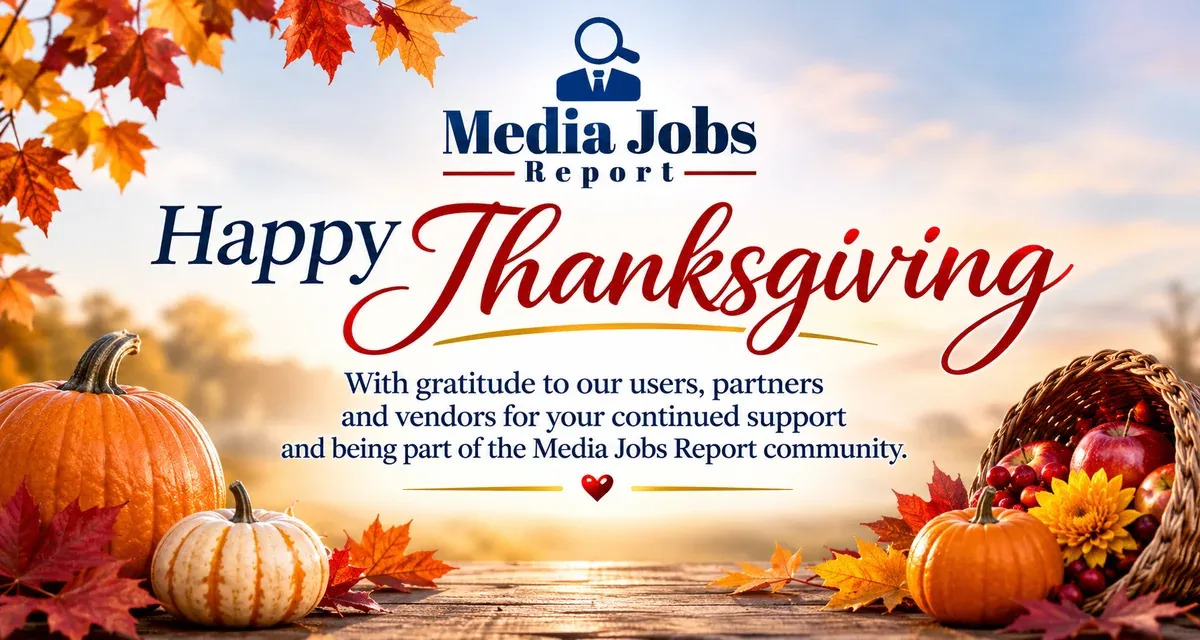 Media Jobs
Report
Happy Thanksgiving
With gratitude to our users, partners
and vendors for your continued support
and being part of the Media Jobs Report community.